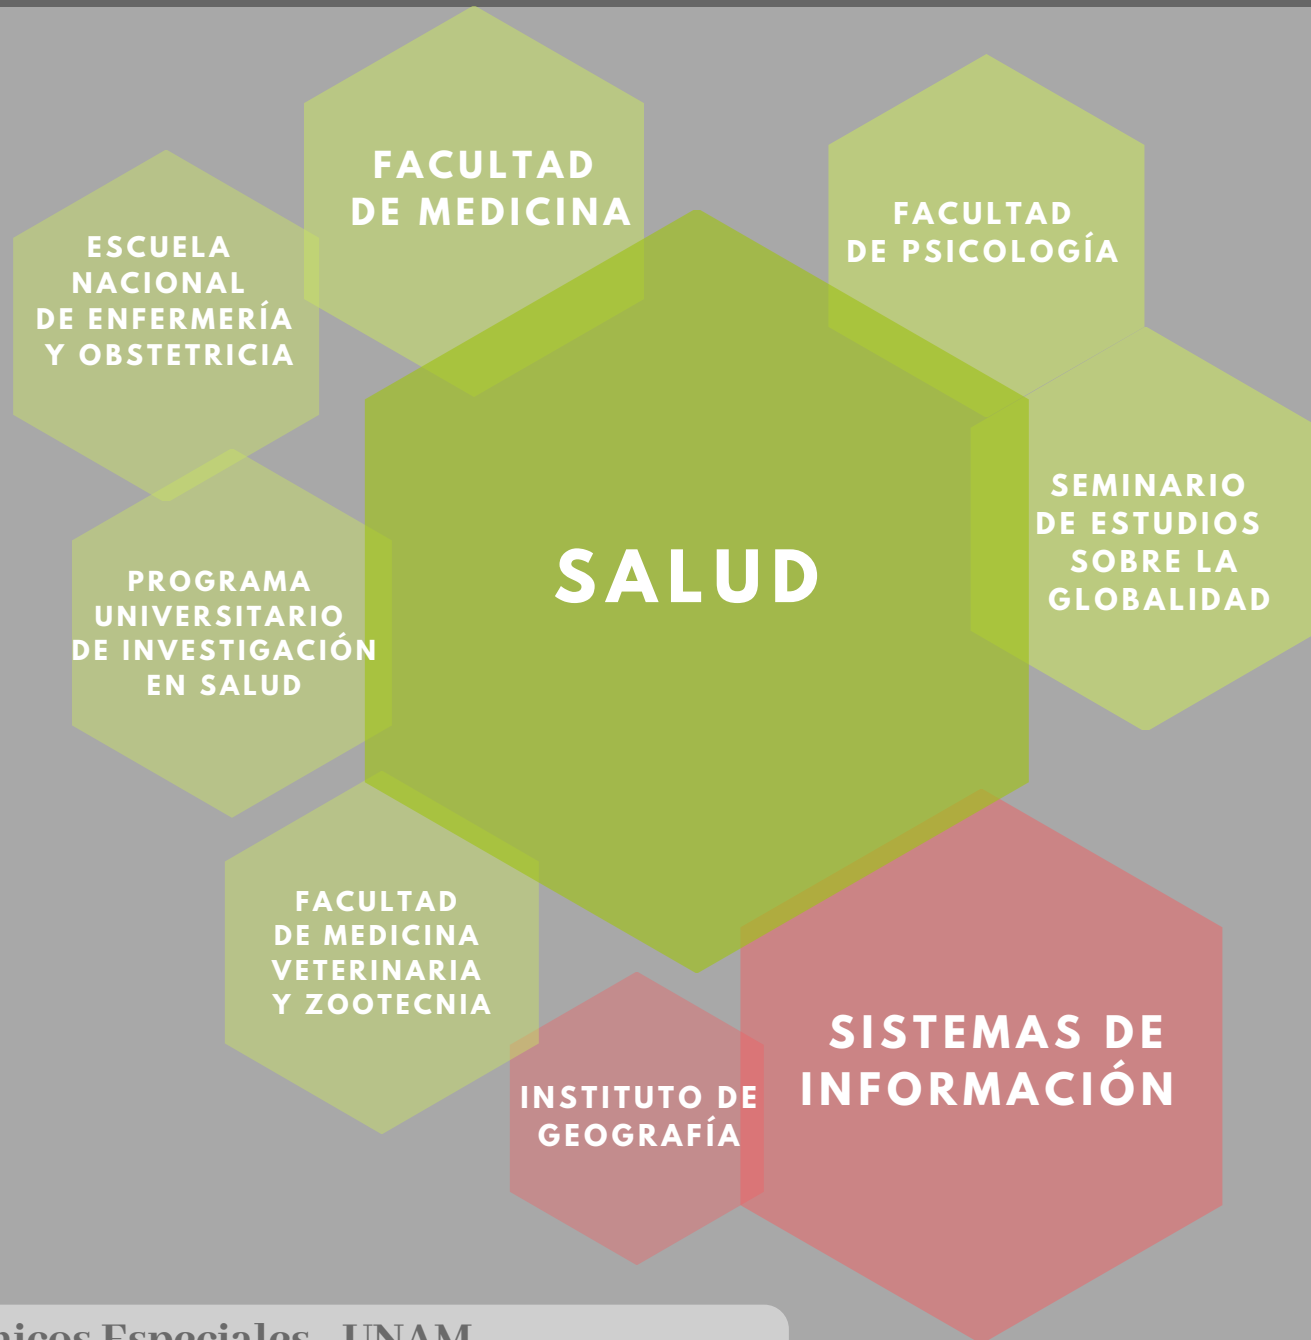 FACULTAD
DE MEDICINA
FACULTAD
DE PSICOLOGÍA
ESCUELA
NACIONAL
DE ENFERMERÍA
Y OBSTETRICIA
SEMINARIO
DE ESTUDIOS
SOBRE LA
GLOBALIDAD
SALUD
PROGRAMA
UNIVERSITARIO
DE INVESTIGACIÓN
EN SALUD
FACULTAD
DE MEDICINA
VETERINARIA
Y ZOOTECNIA
SISTEMAS DE
INFORMACIÓN
INSTITUTO DE
GEOGRAFÍA
Especiales - UNAM